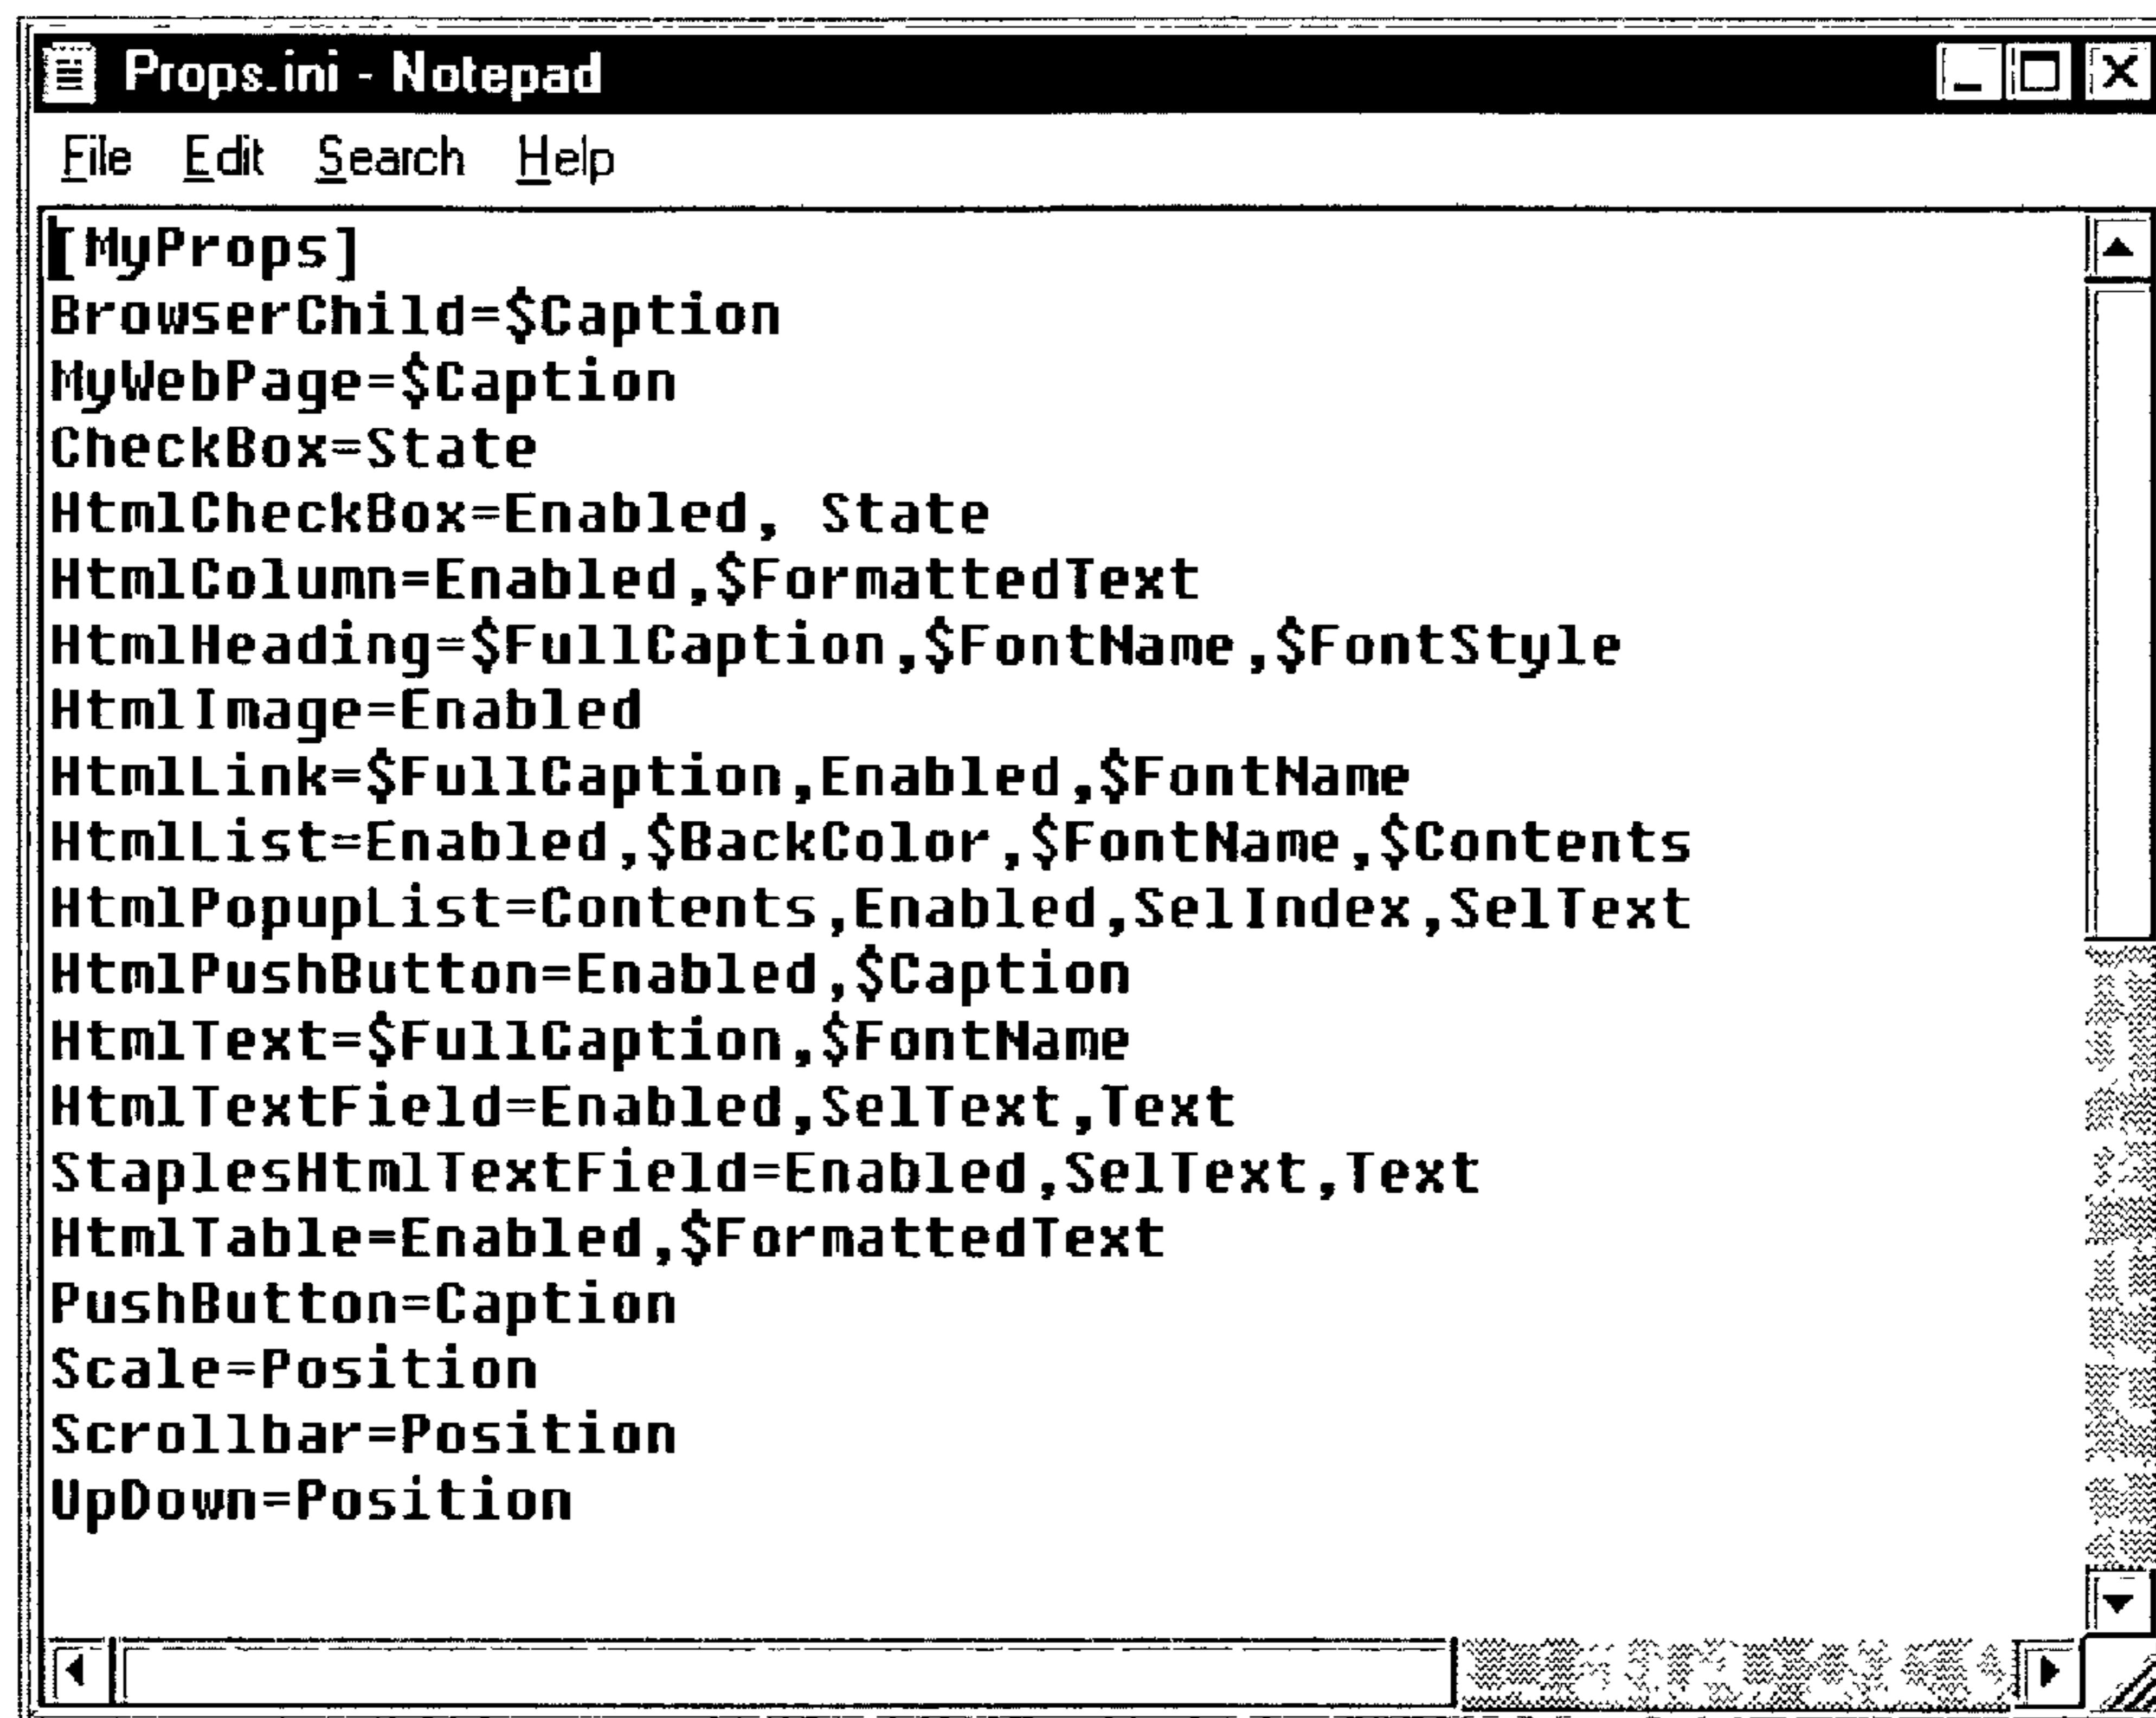 Props.ini - Notepad
File Edit Search Help
[MyProps]
BrowserChild=$Caption
MyWebPage=$Caption
CheckBox=State
HtmlCheckBox=Enabled, State
HtmlColumn=Enabled,$FormattedText
HtmlHeading=$FullCaption,$FontName,$FontStyle
HtmlImage=Enabled
HtmlLink=$FullCaption,Enabled,$FontName
HtmlList=Enabled,$BackColor,$FontName,$Contents
HtmlPopupList=Contents,Enabled,SelIndex,SelText
HtmlPushButton=Enabled,$Caption
HtmlText=$FullCaption,$FontName
HtmlTextField=Enabled,SelText,Text
StaplesHtmlTextField=Enabled,SelText,Text
HtmlTable=Enabled,$FormattedText
PushButton=Caption
Scale=Position
Scrollbar=Position
UpDown=Position